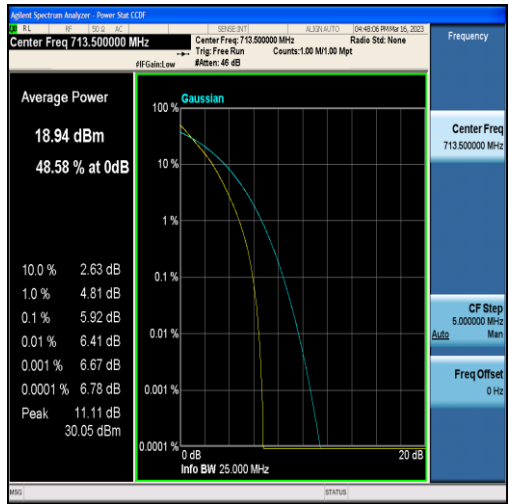 Agilent Spectrum Analyzer - Power Stat CCDF
RL RF 50 Ω AC SENSE:INT ALIGN AUTO 04:48:06 PM Mar 16, 2023
Center Freq 713.500000 MHz
Center Freq: 713.500000 MHz Radio Std: None
Trig: Free Run Counts:1.00 M/1.00 Mpt
#IFGain:Low #Atten: 46 dB
Frequency
Average Power
18.94 dBm
48.58 % at 0dB
10.0 % 2.63 dB
1.0 % 4.81 dB
0.1 % 5.92 dB
0.01 % 6.41 dB
0.001 % 6.67 dB
0.0001 % 6.78 dB
Peak 11.11 dB
30.05 dBm
100 %
Gaussian
10 %
1 %
0.1 %
0.01 %
0.001 %
0.0001 %
0 dB 20 dB
Info BW 25.000 MHz
Center Freq
713.500000 MHz
CF Step
5.000000 MHz
Auto Man
Freq Offset
0 Hz
MSG STATUS